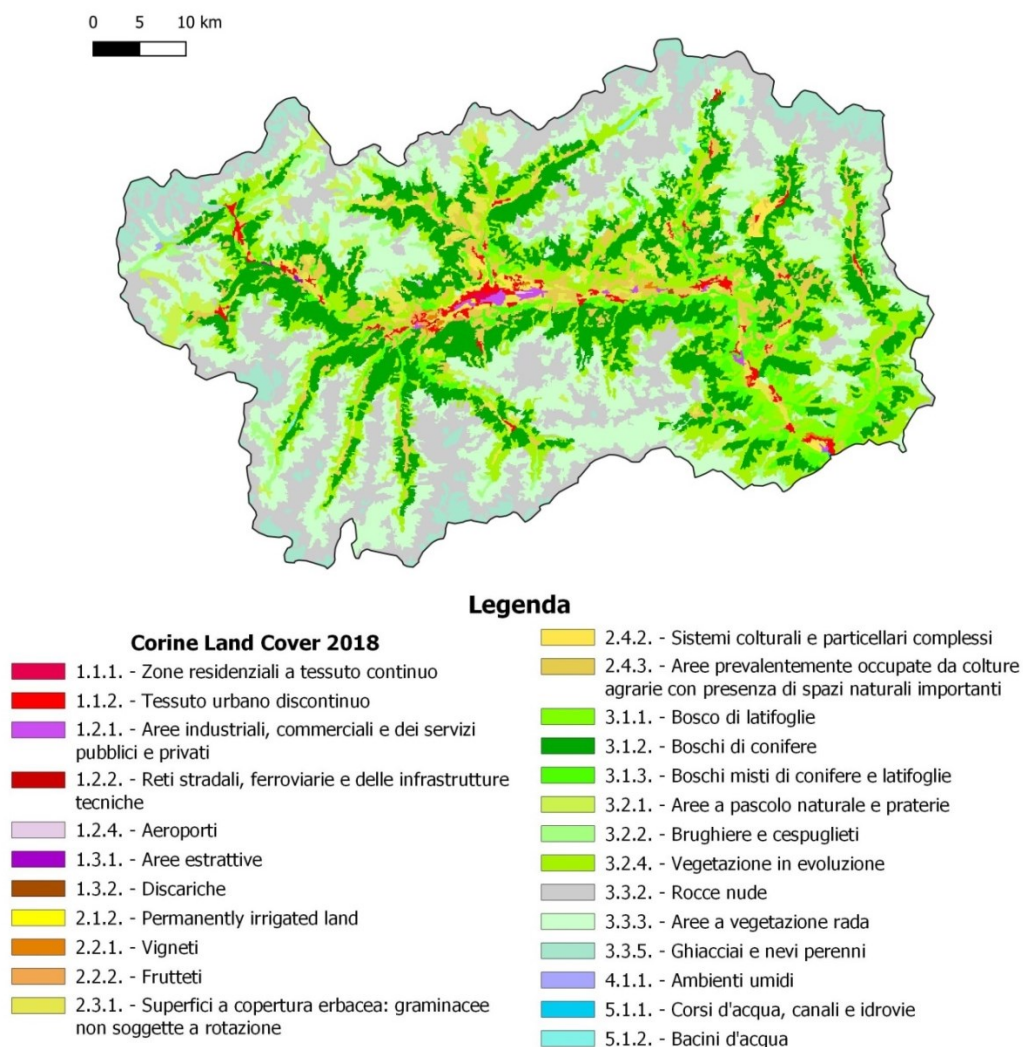 0 5 10 km
Legenda
Corine Land Cover 2018
1.1.1. - Zone residenziali a tessuto continuo
1.1.2. - Tessuto urbano discontinuo
1.2.1. - Aree industriali, commerciali e dei servizi
pubblici e privati
1.2.2. - Reti stradali, ferroviarie e delle infrastrutture
tecniche
1.2.4. - Aeroporti
1.3.1. - Aree estrattive
1.3.2. - Discariche
2.1.2. - Permanently irrigated land
2.2.1. - Vigneti
2.2.2. - Frutteti
2.3.1. - Superfici a copertura erbacea: graminacee
non soggette a rotazione
2.4.2. - Sistemi colturali e particellari complessi
2.4.3. - Aree prevalentemente occupate da colture
agrarie con presenza di spazi naturali importanti
3.1.1. - Bosco di latifoglie
3.1.2. - Boschi di conifere
3.1.3. - Boschi misti di conifere e latifoglie
3.2.1. - Aree a pascolo naturale e praterie
3.2.2. - Brughiere e cespuglieti
3.2.4. - Vegetazione in evoluzione
3.3.2. - Rocce nude
3.3.3. - Aree a vegetazione rada
3.3.5. - Ghiacciai e nevi perenni
4.1.1. - Ambienti umidi
5.1.1. - Corsi d'acqua, canali e idrovie
5.1.2. - Bacini d'acqua